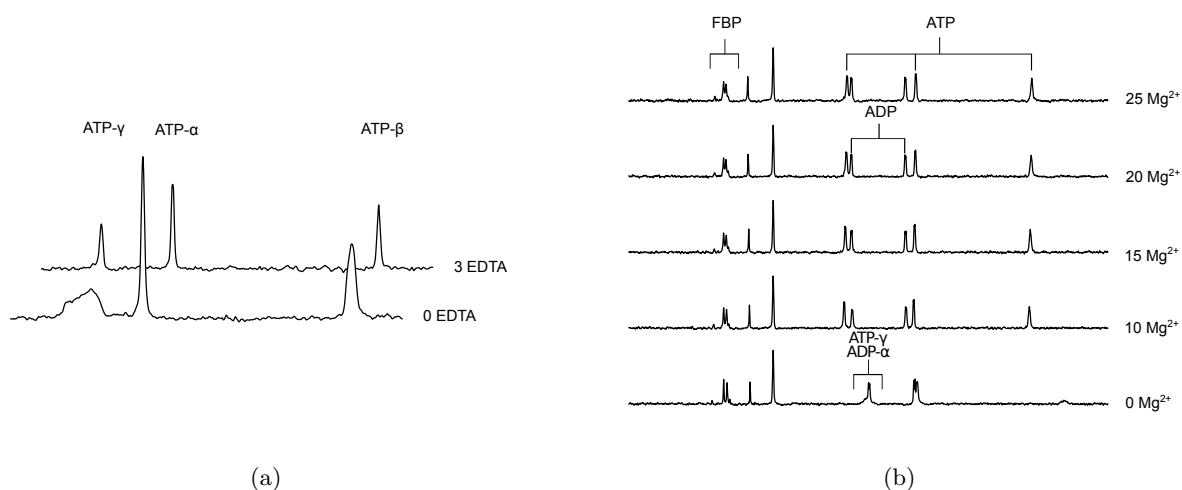 ATP-γ ATP-α ATP-β
3 EDTA
0 EDTA
(a)
FBP ATP
25 Mg²⁺
ADP
20 Mg²⁺
15 Mg²⁺
10 Mg²⁺
ATP-γ
ADP-α
0 Mg²⁺
(b)